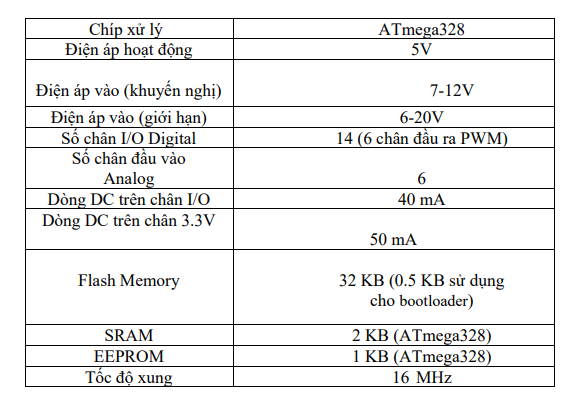 Chíp xử lý ATmega328
Điện áp hoạt động 5V
Điện áp vào (khuyến nghị) 7-12V
Điện áp vào (giới hạn) 6-20V
Số chân I/O Digital 14 (6 chân đầu ra PWM)
Số chân đầu vào
Analog 6
Dòng DC trên chân I/O 40 mA
Dòng DC trên chân 3.3V
50 mA
Flash Memory 32 KB (0.5 KB sử dụng
cho bootloader)
SRAM 2 KB (ATmega328)
EEPROM 1 KB (ATmega328)
Tốc độ xung 16 MHz